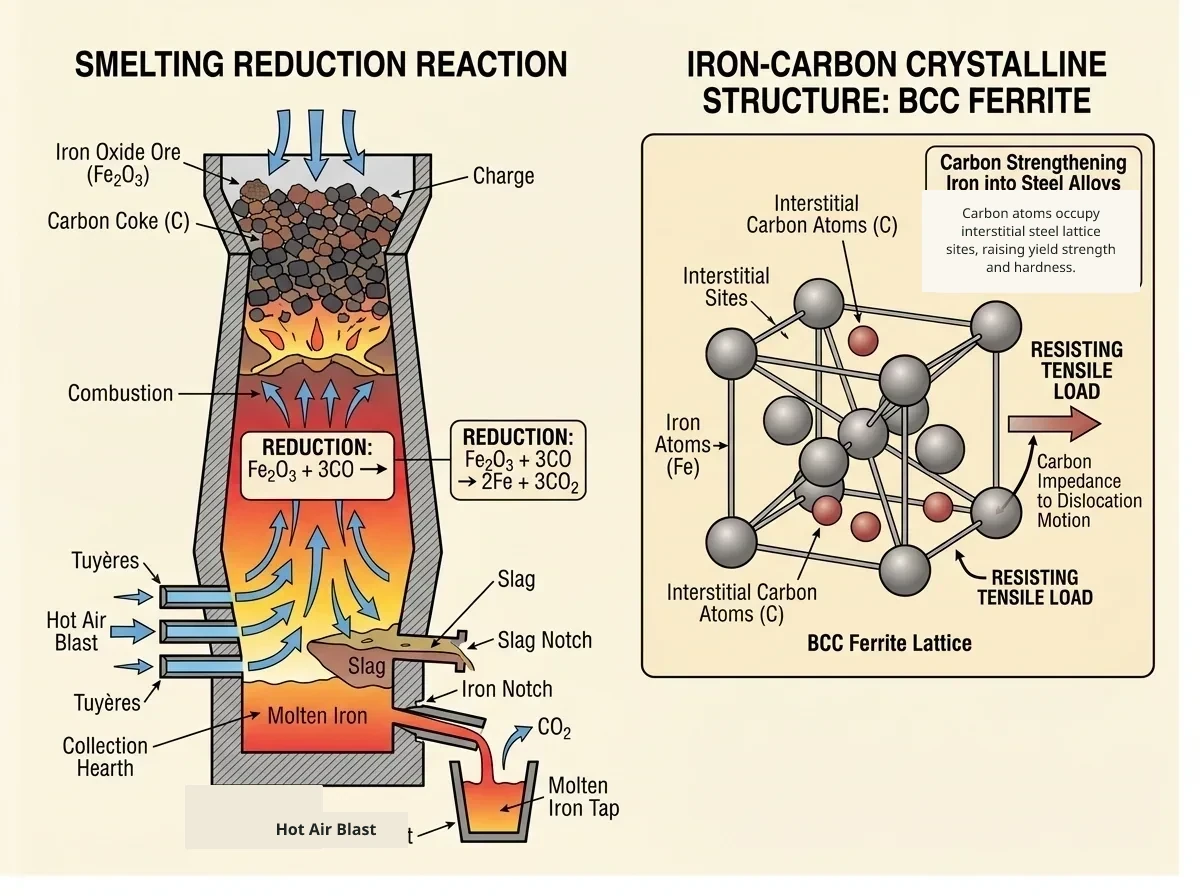 SMELTING REDUCTION REACTION
Iron Oxide Ore
(Fe₂O₃)
Carbon Coke (C)
Charge
Combustion
REDUCTION:
Fe₂O₃ + 3CO →
REDUCTION:
Fe₂O₃ + 3CO
→ 2Fe + 3CO₂
Tuyères
Hot Air
Blast
Tuyères
Slag
Slag Notch
Slag
Iron Notch
Molten Iron
CO₂
Collection
Hearth
Molten
Iron Tap
Hot Air Blast
t
IRON-CARBON CRYSTALLINE
STRUCTURE: BCC FERRITE
Carbon Strengthening
Iron into Steel Alloys
Carbon atoms occupy
interstitial steel lattice
sites, raising yield strength
and hardness.
Interstitial
Carbon Atoms (C)
Interstitial
Sites
RESISTING
TENSILE
LOAD
Iron
Atoms
(Fe)
Carbon
Impedance
to Dislocation
Motion
Interstitial Carbon
Atoms (C)
RESISTING
TENSILE LOAD
BCC Ferrite Lattice